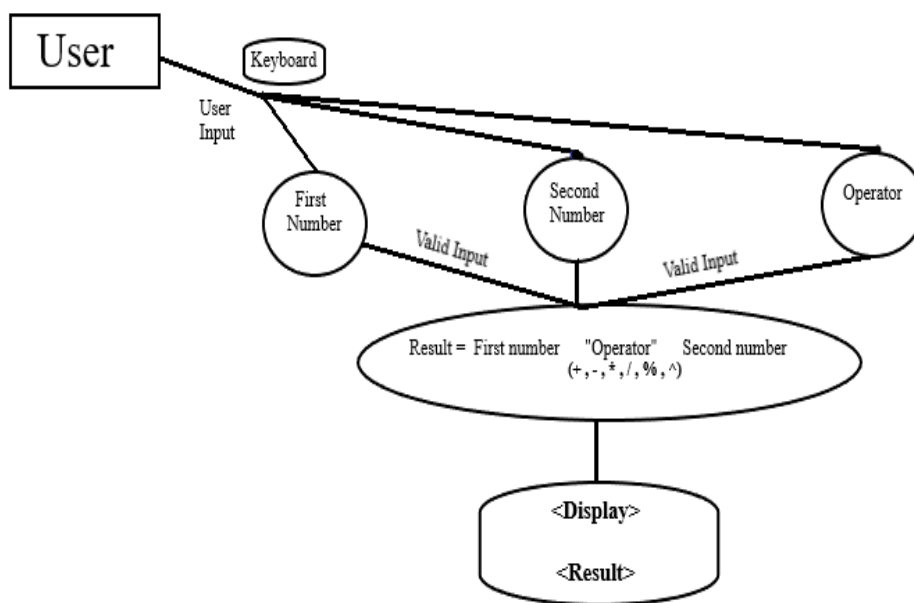 User
Keyboard
User
Input
First
Number
Second
Number
Operator
Valid Input
Valid Input
Result = First number "Operator" Second number
(+ , - , * , / , % , ^)
<Display>
<Result>